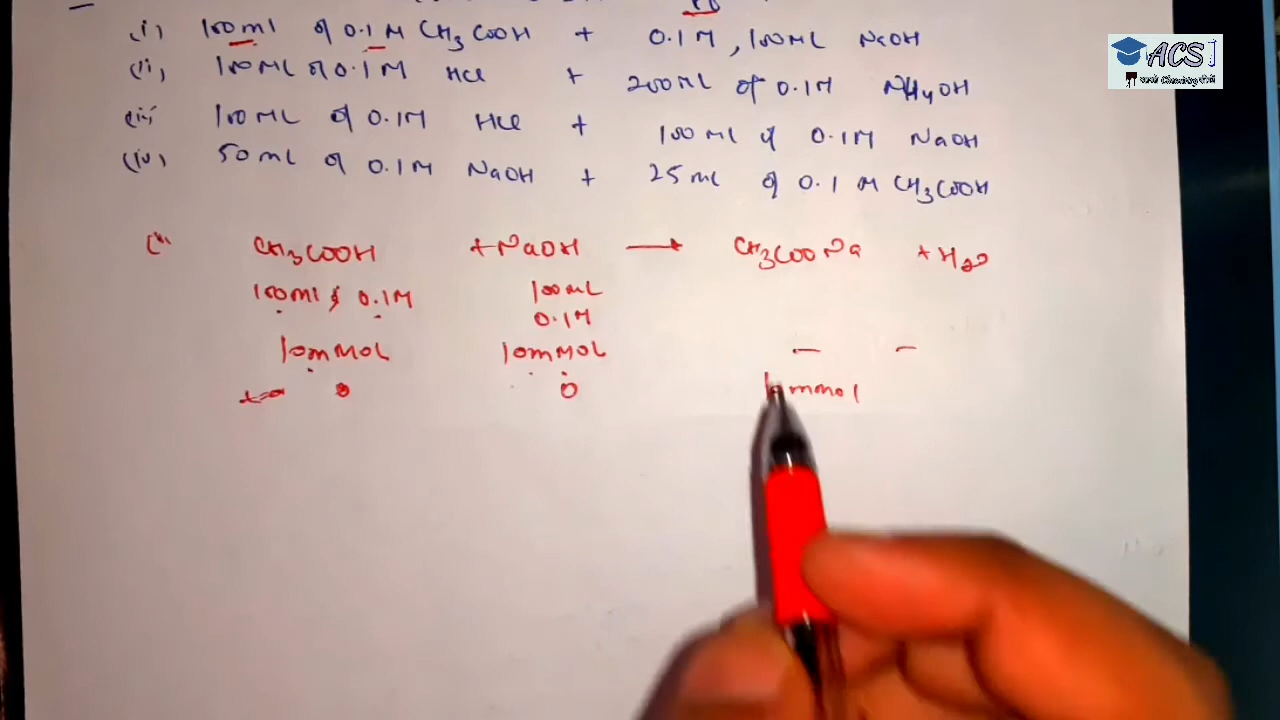 (i) 100ml of 0.1M CH3COOH + 0.1M, 100ML NaOH
(ii) 100ML of 0.1M HCl + 200ML of 0.1M NH4OH
(iii) 100ML of 0.1M HCl + 100ML of 0.1M NaOH
(iv) 50ml of 0.1M NaOH + 25ml of 0.1M CH3COOH
CH3COOH + NaOH → CH3COONa + H2O
100ml of 0.1M 100ML
0.1M
10mMOL 10mMOL – –
0 0 10mmol
ACS